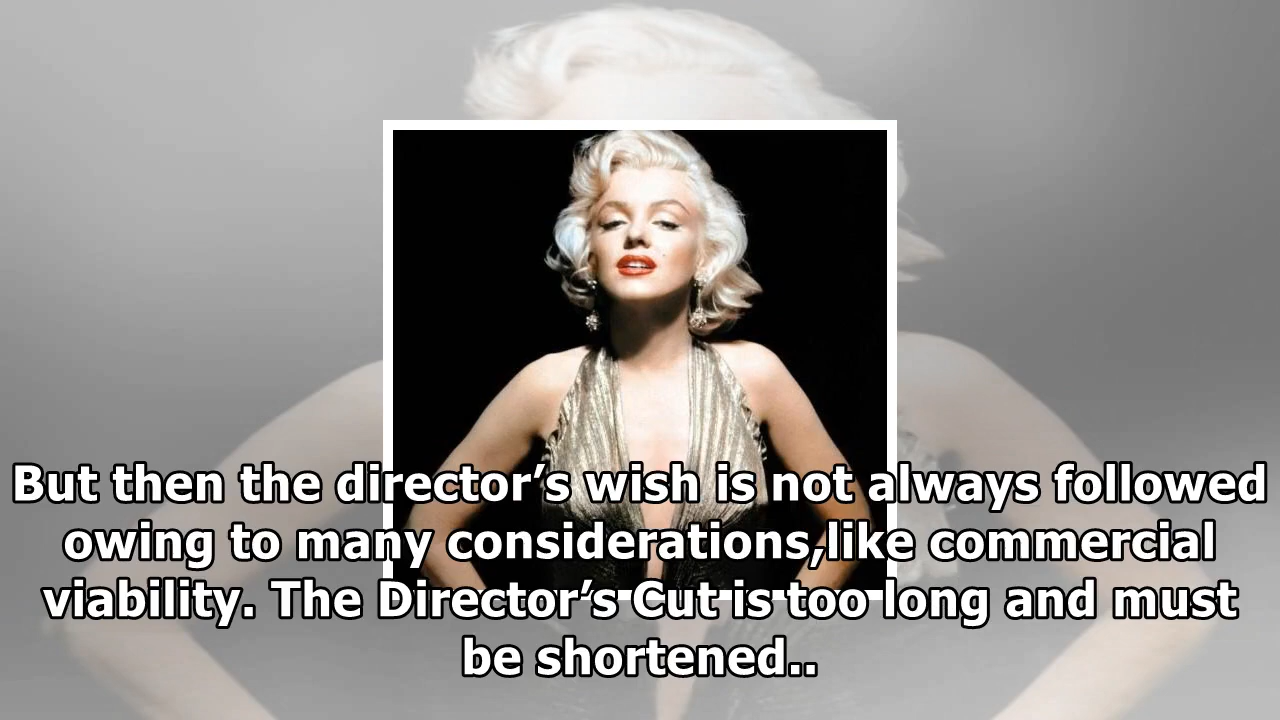 But then the director’s wish is not always followed
owing to many considerations,like commercial
viability. The Director’s Cut is too long and must
be shortened..